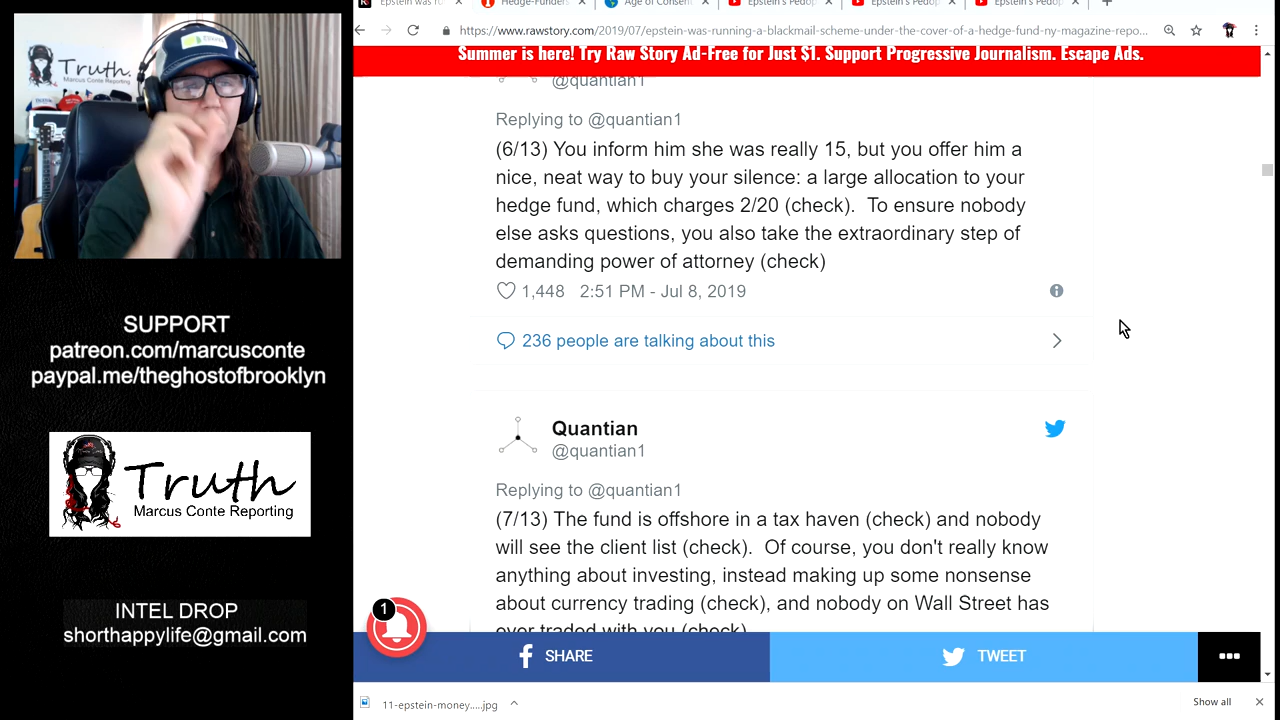 Epstein was ru
Hedge-Funders
Age of Consent
Epstein's Pedop
Epstein's Pedop
Epstein's Pedop
https://www.rawstory.com/2019/07/epstein-was-running-a-blackmail-scheme-under-the-cover-of-a-hedge-fund-ny-magazine-repo...
Summer is here! Try Raw Story Ad-Free for Just $1. Support Progressive Journalism. Escape Ads.
@quantian1
Replying to @quantian1
(6/13) You inform him she was really 15, but you offer him a
nice, neat way to buy your silence: a large allocation to your
hedge fund, which charges 2/20 (check). To ensure nobody
else asks questions, you also take the extraordinary step of
demanding power of attorney (check)
1,448 2:51 PM - Jul 8, 2019
236 people are talking about this
Quantian
@quantian1
Replying to @quantian1
(7/13) The fund is offshore in a tax haven (check) and nobody
will see the client list (check). Of course, you don't really know
anything about investing, instead making up some nonsense
about currency trading (check), and nobody on Wall Street has
ever traded with you (check)
1
SHARE
TWEET
11-epstein-money.....jpg
Show all
Truth.
Marcus Conte Reporting
SUPPORT
patreon.com/marcusconte
paypal.me/theghostofbrooklyn
Truth
Marcus Conte Reporting
INTEL DROP
shorthappylife@gmail.com